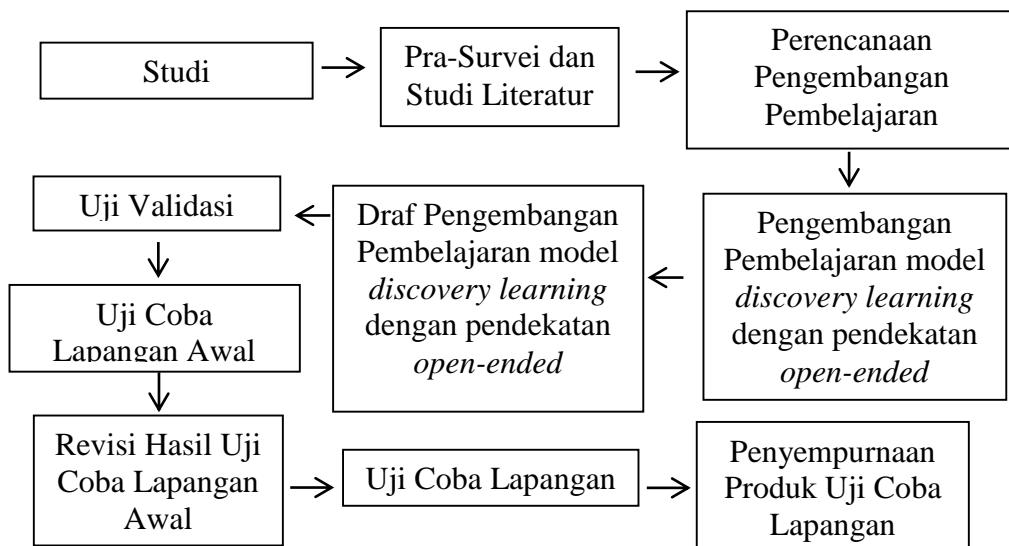 Studi
Pra-Survei dan
Studi Literatur
Perencanaan
Pengembangan
Pembelajaran
Pengembangan
Pembelajaran model
discovery learning
dengan pendekatan
open-ended
Draf Pengembangan
Pembelajaran model
discovery learning
dengan pendekatan
open-ended
Uji Validasi
Uji Coba
Lapangan Awal
Revisi Hasil Uji
Coba Lapangan
Awal
Uji Coba Lapangan
Penyempurnaan
Produk Uji Coba
Lapangan